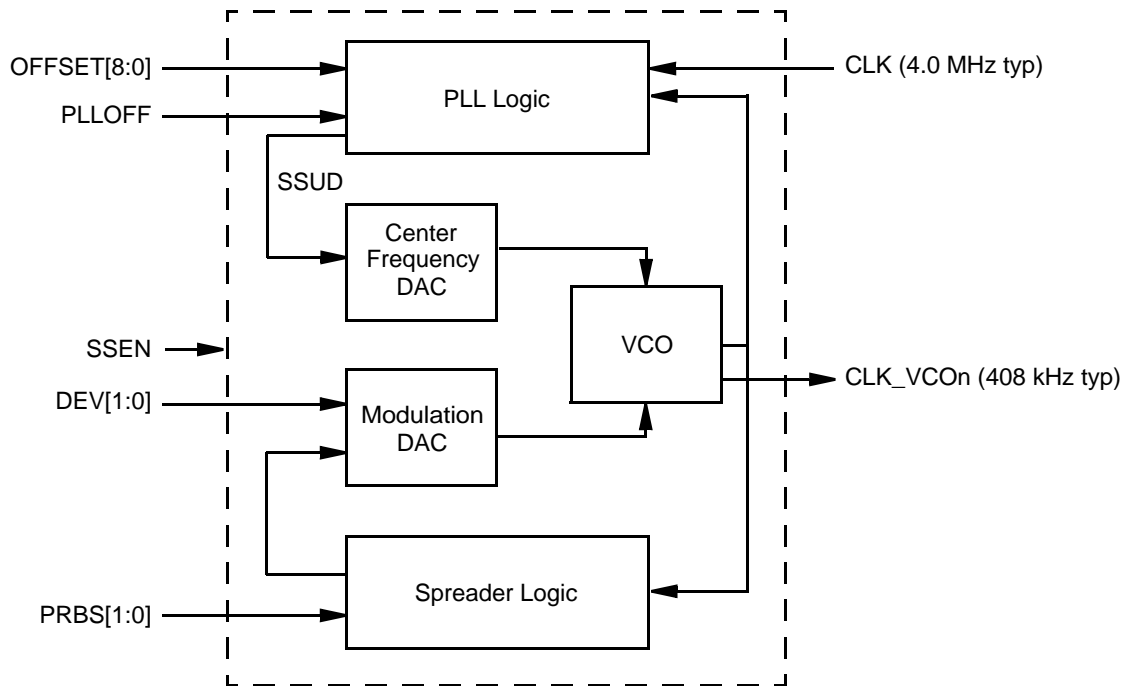 OFFSET[8:0]
PLLOFF
PLL Logic
CLK (4.0 MHz typ)
SSUD
Center
Frequency
DAC
VCO
SSEN
DEV[1:0]
Modulation
DAC
CLK_VCOn (408 kHz typ)
Spreader Logic
PRBS[1:0]